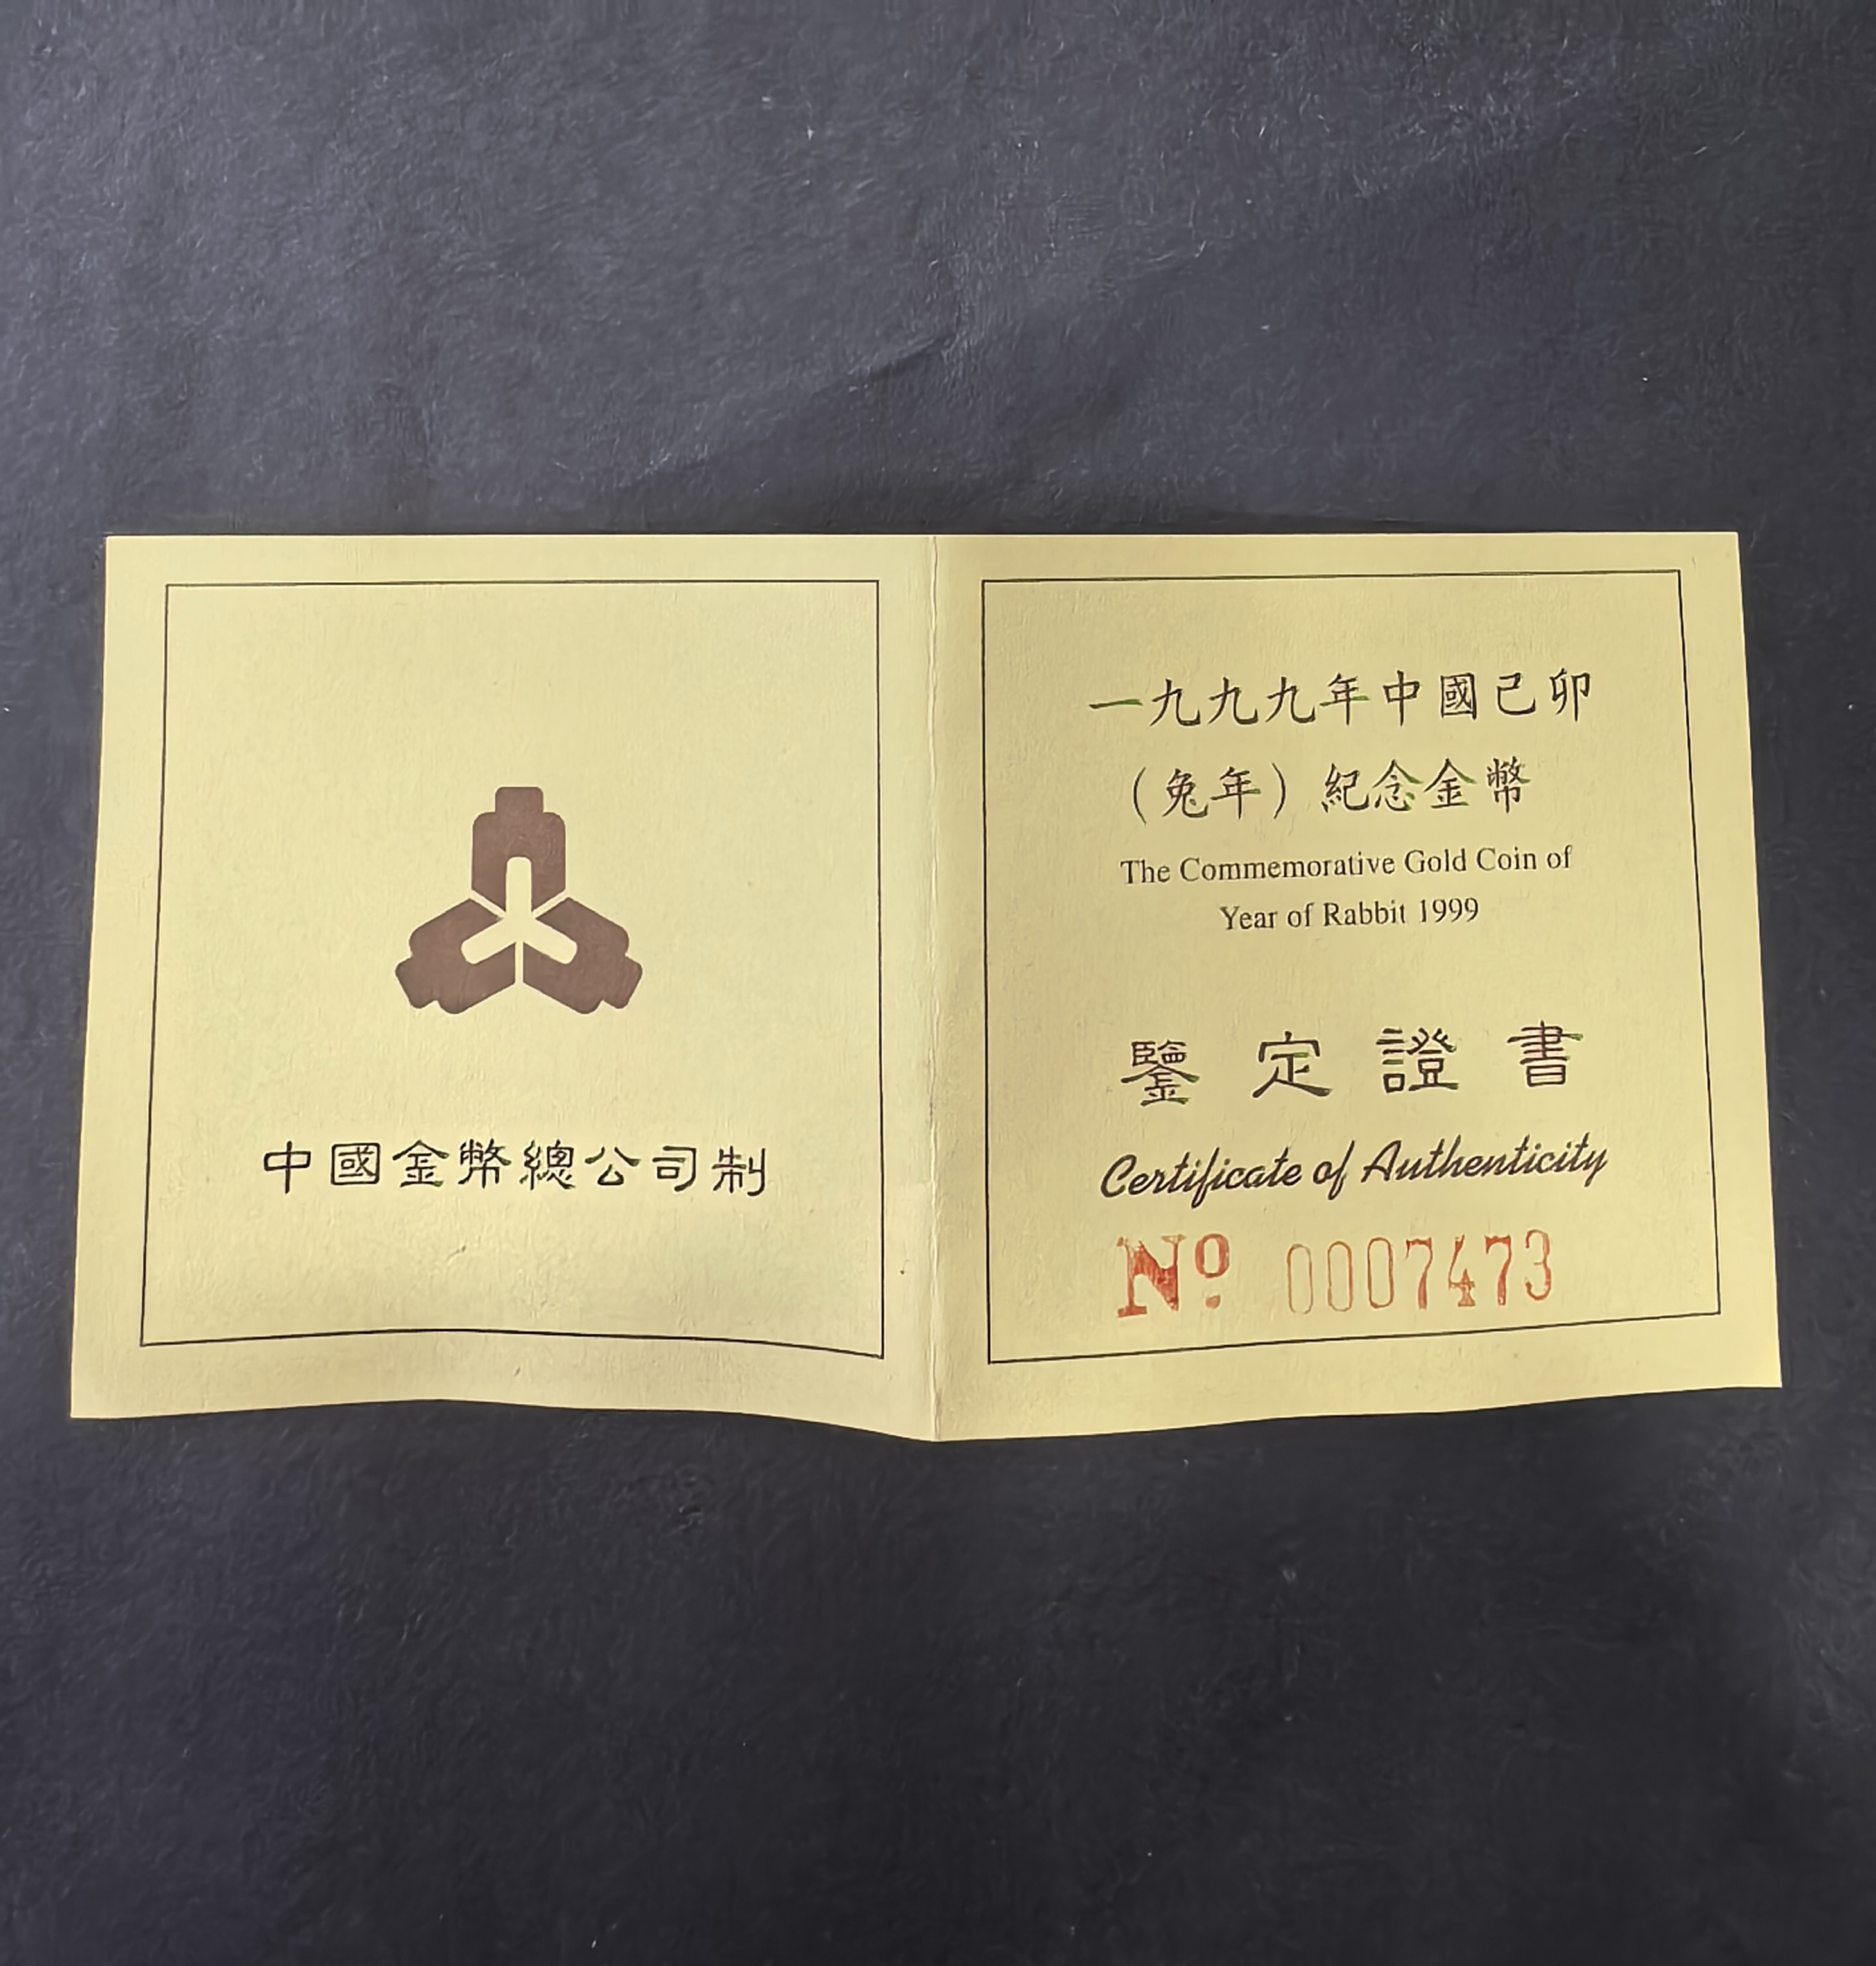 中國金幣總公司制
一九九九年中國己卯
（兔年）紀念金幣
The Commemorative Gold Coin of
Year of Rabbit 1999
鑒定證書
Certificate of Authenticity
Nº 0007473